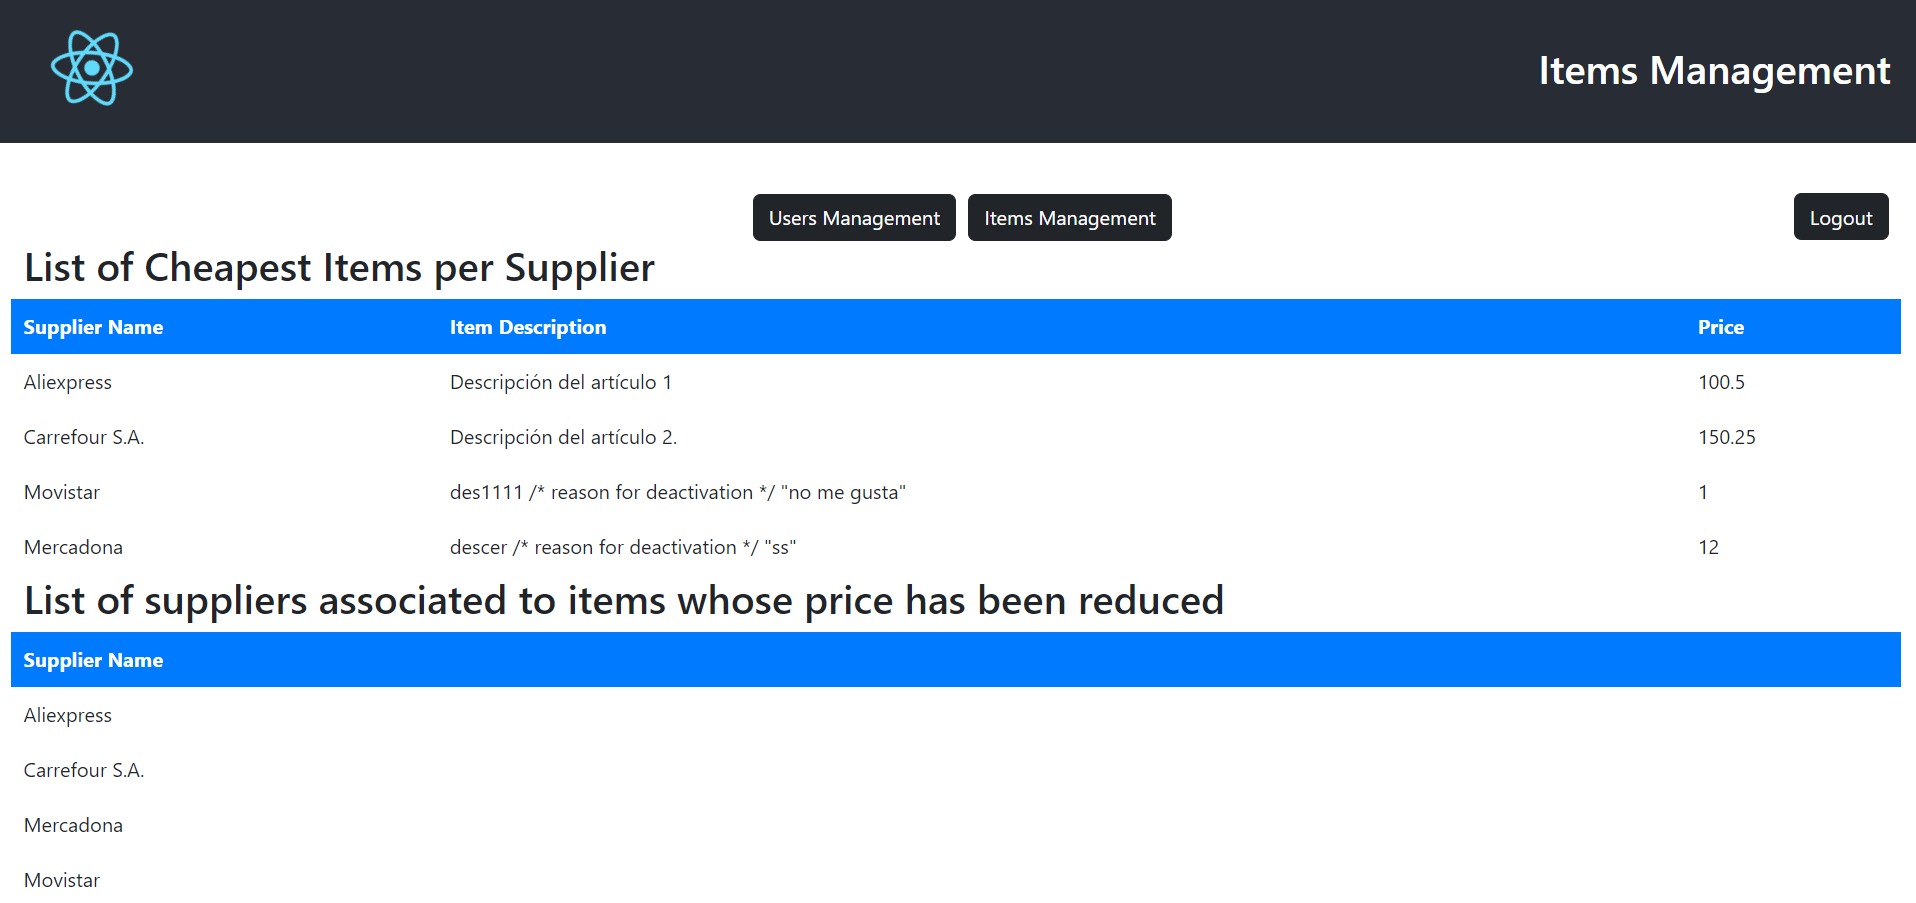 Items Management
Users Management Items Management Logout
List of Cheapest Items per Supplier
Supplier Name Item Description Price
Aliexpress Descripción del artículo 1 100.5
Carrefour S.A. Descripción del artículo 2. 150.25
Movistar des1111 /* reason for deactivation */ "no me gusta" 1
Mercadona descer /* reason for deactivation */ "ss" 12
List of suppliers associated to items whose price has been reduced
Supplier Name
Aliexpress
Carrefour S.A.
Mercadona
Movistar